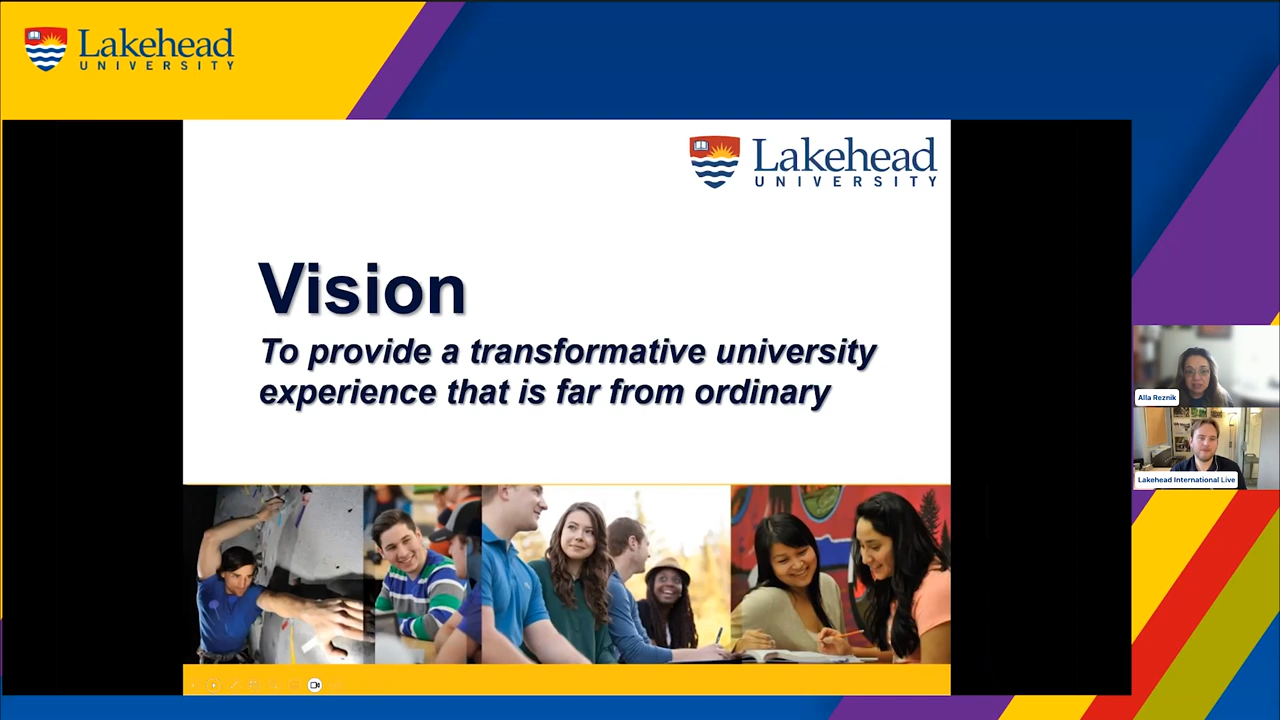 Lakehead
UNIVERSITY
Lakehead
UNIVERSITY
Vision
To provide a transformative university
experience that is far from ordinary
Alla Reznik
Lakehead International Live